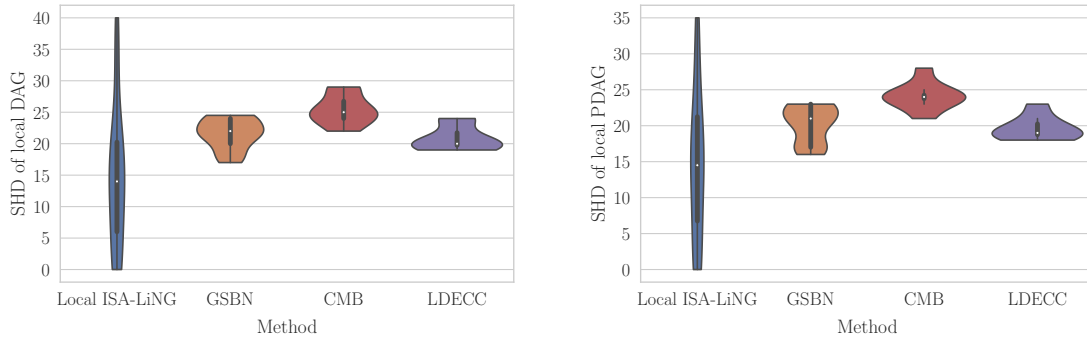 SHD of local DAG
40
35
30
25
20
15
10
5
0
Local ISA-LiNG GSBN CMB LDECC
Method
SHD of local PDAG
35
30
25
20
15
10
5
0
Local ISA-LiNG GSBN CMB LDECC
Method